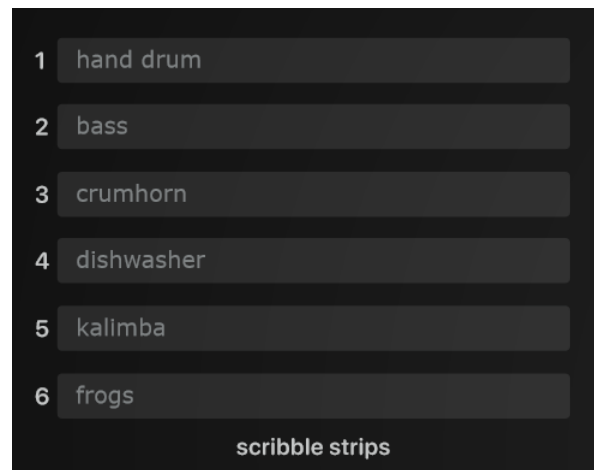 1 hand drum
2 bass
3 crumhorn
4 dishwasher
5 kalimba
6 frogs
scribble strips